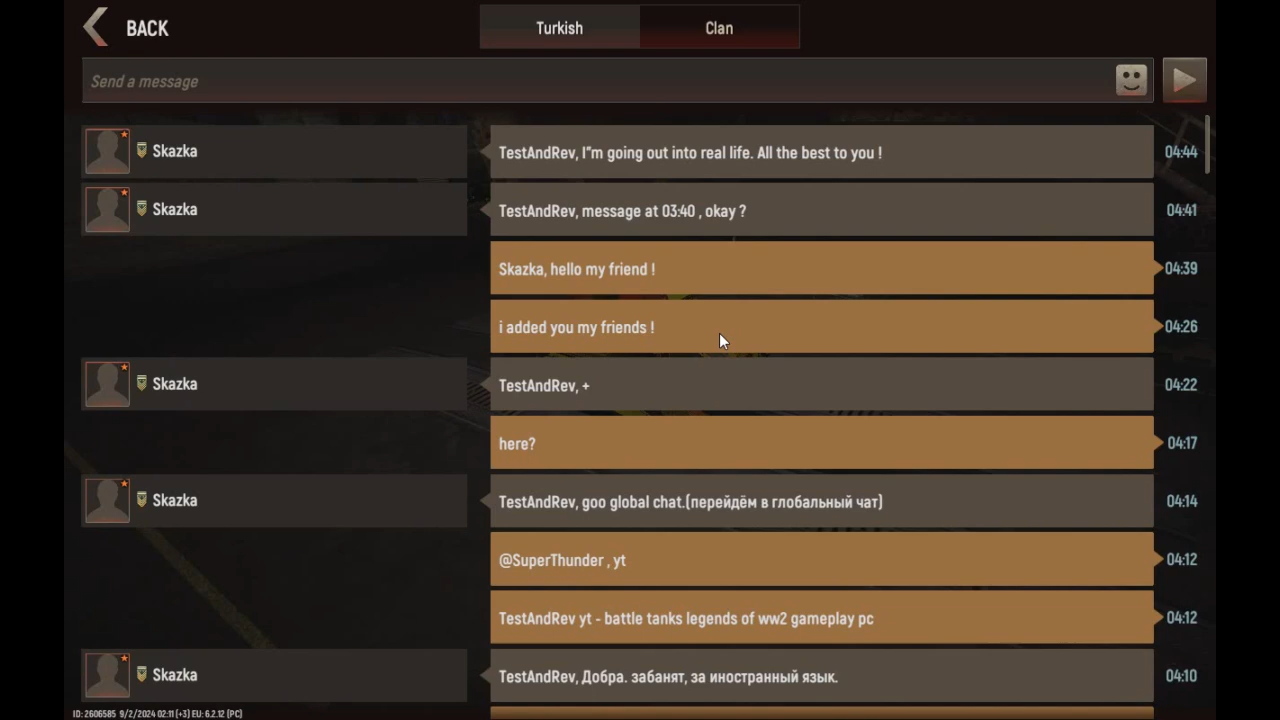 BACK
Turkish
Clan
Send a message
Skazka
TestAndRev, I"m going out into real life. All the best to you !
04:44
Skazka
TestAndRev, message at 03:40 , okay ?
04:41
Skazka, hello my friend !
04:39
i added you my friends !
04:26
Skazka
TestAndRev, +
04:22
here?
04:17
Skazka
TestAndRev, goo global chat.(перейдём в глобальный чат)
04:14
@SuperThunder , yt
04:12
TestAndRev yt - battle tanks legends of ww2 gameplay pc
04:12
Skazka
TestAndRev, Добра. забанят, за иностранный язык.
04:10
ID: 2606585 9/2/2024 02:11 (+3) EU: 6.2.12 (PC)